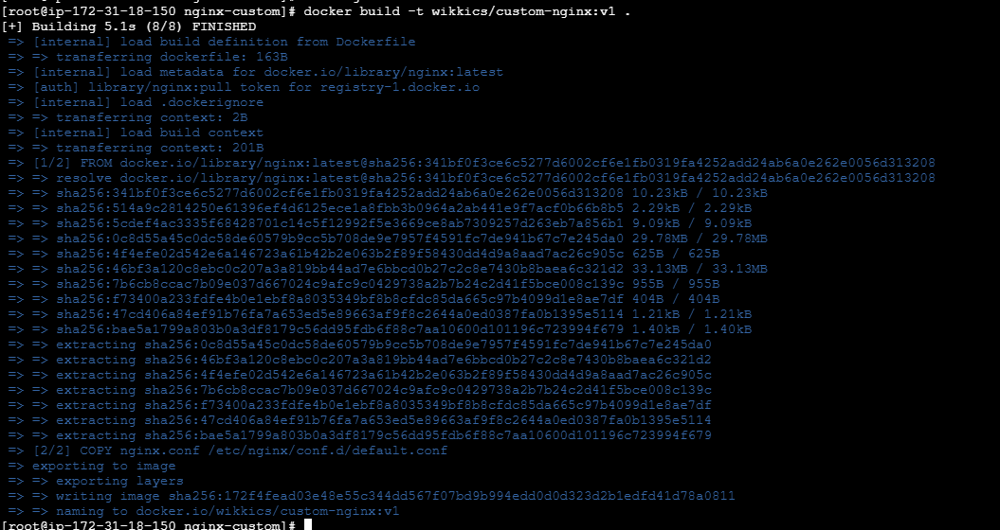 [root@ip-172-31-18-150 nginx-custom]# docker build -t wikkics/custom-nginx:v1 .
[+] Building 5.1s (8/8) FINISHED
=> [internal] load build definition from Dockerfile
=> => transferring dockerfile: 163B
=> [internal] load metadata for docker.io/library/nginx:latest
=> [auth] library/nginx:pull token for registry-1.docker.io
=> [internal] load .dockerignore
=> => transferring context: 2B
=> [internal] load build context
=> => transferring context: 201B
=> [1/2] FROM docker.io/library/nginx:latest@sha256:341bf0f3ce6c5277d6002cf6e1fb0319fa4252add24ab6a0e262e0056d313208
=> => resolve docker.io/library/nginx:latest@sha256:341bf0f3ce6c5277d6002cf6e1fb0319fa4252add24ab6a0e262e0056d313208
=> => sha256:341bf0f3ce6c5277d6002cf6e1fb0319fa4252add24ab6a0e262e0056d313208 10.23kB / 10.23kB
=> => sha256:514a9c2814250e61396ef4d6125ece1a8fbb3b0964a2ab441e9f7acf0b66b8b5 2.29kB / 2.29kB
=> => sha256:5cdef4ac3335f68428701c14c5f12992f5e3669ce8ab7309257d263eb7a856b1 9.09kB / 9.09kB
=> => sha256:0c8d55a45c0dc58de60579b9cc5b708de9e7957f4591fc7de941b67c7e245da0 29.78MB / 29.78MB
=> => sha256:4f4efe02d542e6a146723a61b42b2e063b2f89f58430dd4d9a8aad7ac26c905c 625B / 625B
=> => sha256:46bf3a120c8ebc0c207a3a819bb44ad7e6bbcd0b27c2c8e7430b8baea6c321d2 33.13MB / 33.13MB
=> => sha256:7b6cb8ccac7b09e037d667024c9afc9c0429738a2b7b24c2d41f5bce008c139c 955B / 955B
=> => sha256:f73400a233fdfe4b0e1ebf8a8035349bf8b8cfdc85da665c97b4099d1e8ae7df 404B / 404B
=> => sha256:47cd406a84ef91b76fa7a653ed5e89663af9f8c2644a0ed0387fa0b1395e5114 1.21kB / 1.21kB
=> => sha256:bae5a1799a803b0a3df8179c56dd95fdb6f88c7aa10600d101196c723994f679 1.40kB / 1.40kB
=> => extracting sha256:0c8d55a45c0dc58de60579b9cc5b708de9e7957f4591fc7de941b67c7e245da0
=> => extracting sha256:46bf3a120c8ebc0c207a3a819bb44ad7e6bbcd0b27c2c8e7430b8baea6c321d2
=> => extracting sha256:4f4efe02d542e6a146723a61b42b2e063b2f89f58430dd4d9a8aad7ac26c905c
=> => extracting sha256:7b6cb8ccac7b09e037d667024c9afc9c0429738a2b7b24c2d41f5bce008c139c
=> => extracting sha256:f73400a233fdfe4b0e1ebf8a8035349bf8b8cfdc85da665c97b4099d1e8ae7df
=> => extracting sha256:47cd406a84ef91b76fa7a653ed5e89663af9f8c2644a0ed0387fa0b1395e5114
=> => extracting sha256:bae5a1799a803b0a3df8179c56dd95fdb6f88c7aa10600d101196c723994f679
=> [2/2] COPY nginx.conf /etc/nginx/conf.d/default.conf
=> exporting to image
=> => exporting layers
=> => writing image sha256:172f4fead03e48e55c344dd567f07bd9b994edd0d0d323d2b1edfd41d78a0811
=> => naming to docker.io/wikkics/custom-nginx:v1
[root@ip-172-31-18-150 nginx-custom]#